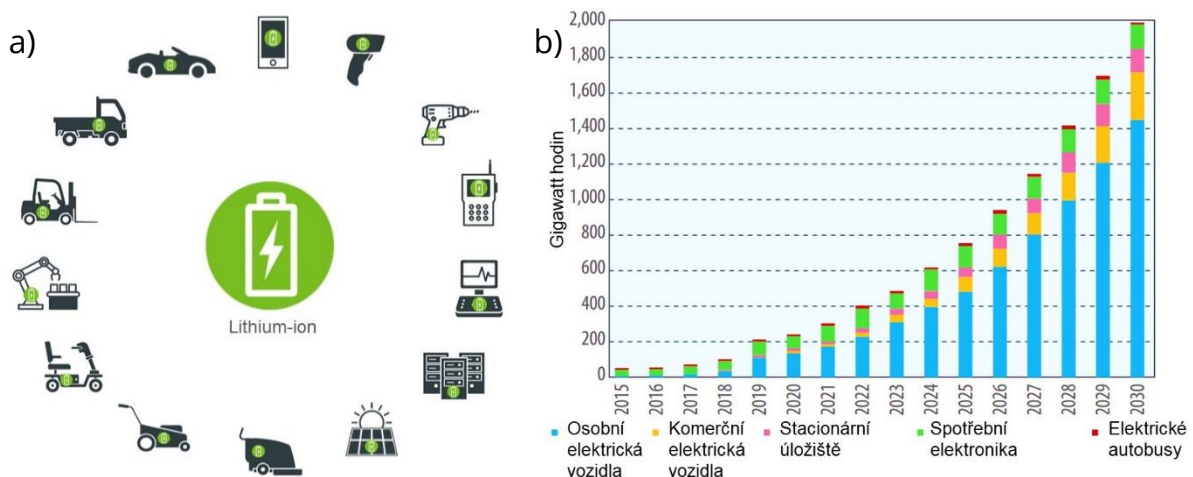 a)
Lithium-ion
b)
Gigawatt hodin
2,000
1,800
1,600
1,400
1,200
1,000
800
600
400
200
0
2015
2016
2017
2018
2019
2020
2021
2022
2023
2024
2025
2026
2027
2028
2029
2030
Osobní
elektrická
vozidla
Komerční
elektrická
vozidla
Stacionární
úložiště
Spotřební
elektronika
Elektrické
autobusy